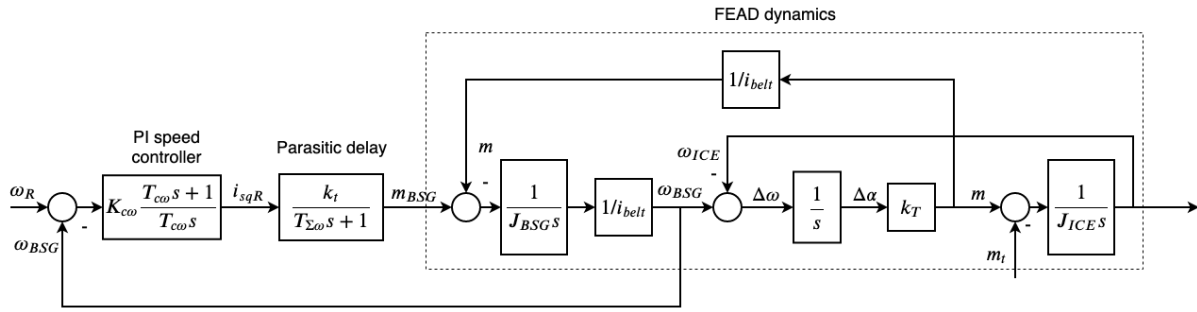 FEAD dynamics
1/i_belt
PI speed
controller
Parasitic delay
m
-
ω_ICE
-
ω_R
K_cω (T_cω s + 1)/(T_cω s)
i_sqR
k_t/(T_Σω s + 1)
m_BSG
-
1/(J_BSG s)
1/i_belt
ω_BSG
Δω
1/s
Δα
k_T
m
-
1/(J_ICE s)
ω_BSG
-
m_t